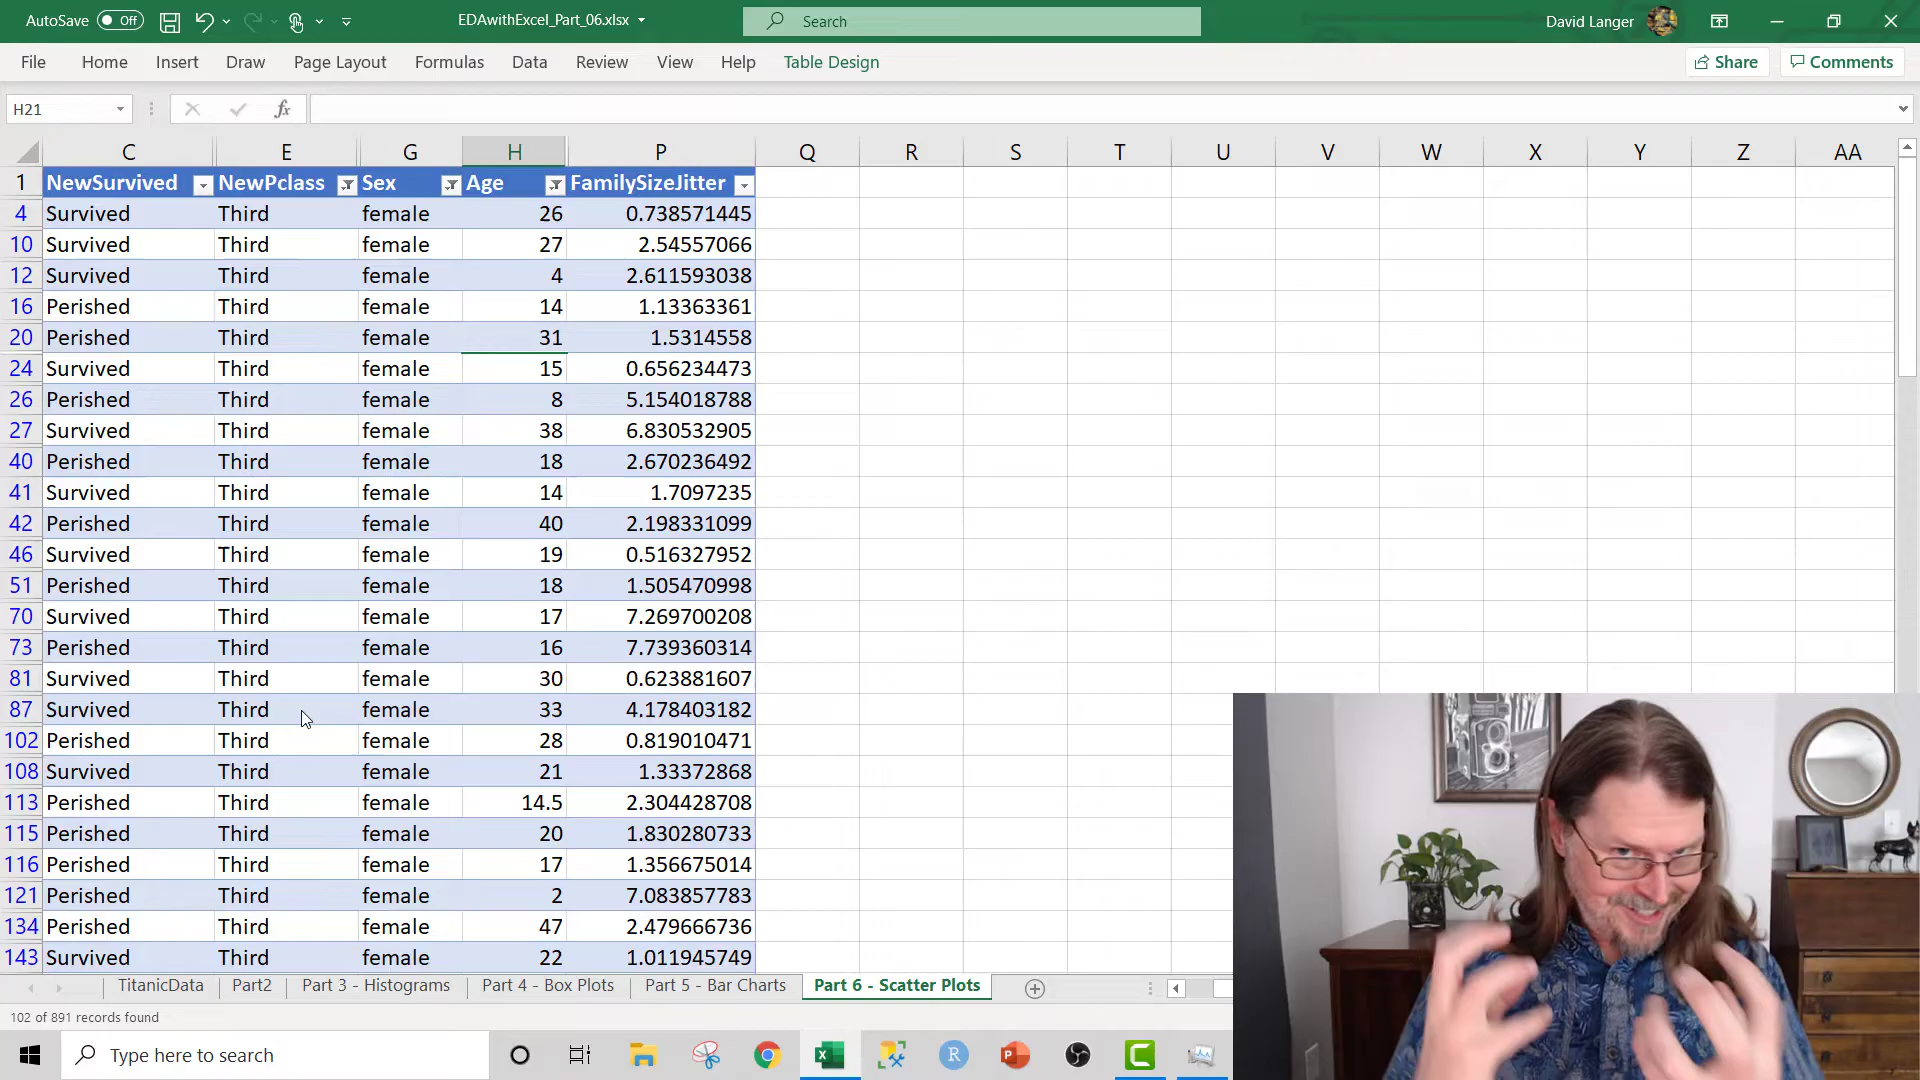 AutoSave Off EDAwithExcel_Part_06.xlsx Search David Langer
File Home Insert Draw Page Layout Formulas Data Review View Help Table Design Share Comments
H21 fx
C E G H P Q R S T U V W X Y Z AA
1 NewSurvived NewPclass Sex Age FamilySizeJitter
4 Survived Third female 26 0.738571445
10 Survived Third female 27 2.54557066
12 Survived Third female 4 2.611593038
16 Perished Third female 14 1.13363361
20 Perished Third female 31 1.5314558
24 Survived Third female 15 0.656234473
26 Perished Third female 8 5.154018788
27 Survived Third female 38 6.830532905
40 Perished Third female 18 2.670236492
41 Survived Third female 14 1.7097235
42 Perished Third female 40 2.198331099
46 Survived Third female 19 0.516327952
51 Perished Third female 18 1.505470998
70 Survived Third female 17 7.269700208
73 Perished Third female 16 7.739360314
81 Survived Third female 30 0.623881607
87 Survived Third female 33 4.178403182
102 Perished Third female 28 0.819010471
108 Survived Third female 21 1.33372868
113 Perished Third female 14.5 2.304428708
115 Perished Third female 20 1.830280733
116 Perished Third female 17 1.356675014
121 Perished Third female 2 7.083857783
134 Perished Third female 47 2.479666736
143 Survived Third female 22 1.011945749
TitanicData Part2 Part 3 - Histograms Part 4 - Box Plots Part 5 - Bar Charts Part 6 - Scatter Plots
102 of 891 records found
Type here to search